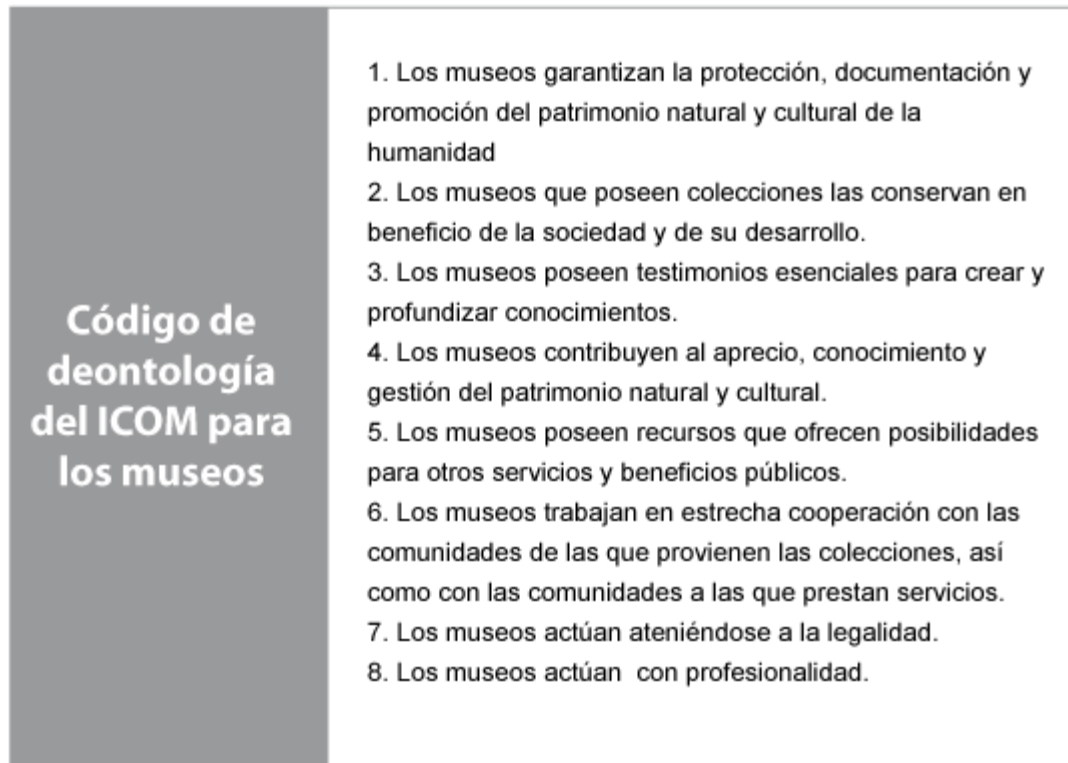 Código de
deontología
del ICOM para
los museos
1. Los museos garantizan la protección, documentación y
promoción del patrimonio natural y cultural de la
humanidad
2. Los museos que poseen colecciones las conservan en
beneficio de la sociedad y de su desarrollo.
3. Los museos poseen testimonios esenciales para crear y
profundizar conocimientos.
4. Los museos contribuyen al aprecio, conocimiento y
gestión del patrimonio natural y cultural.
5. Los museos poseen recursos que ofrecen posibilidades
para otros servicios y beneficios públicos.
6. Los museos trabajan en estrecha cooperación con las
comunidades de las que provienen las colecciones, así
como con las comunidades a las que prestan servicios.
7. Los museos actúan ateniéndose a la legalidad.
8. Los museos actúan  con profesionalidad.